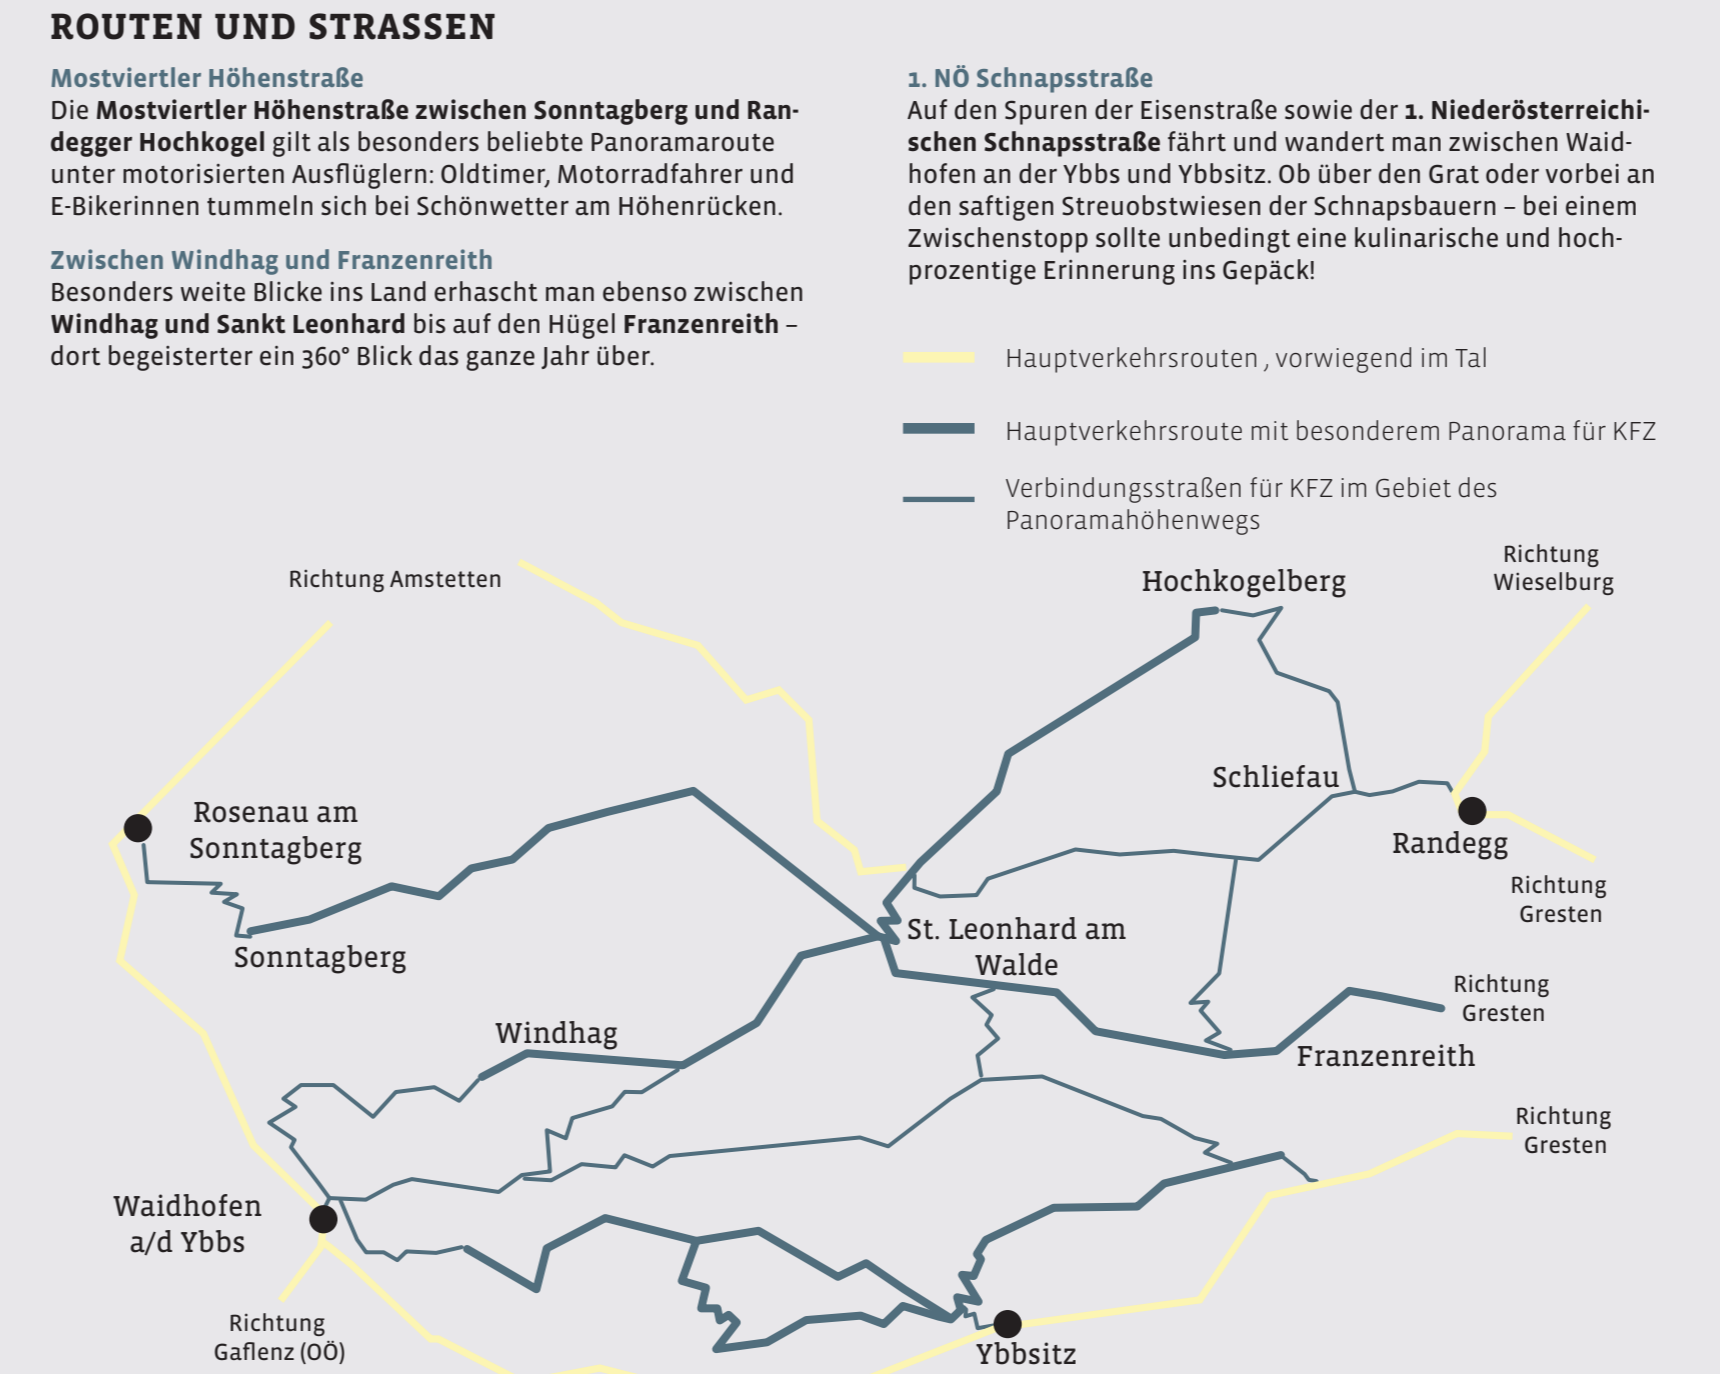 ROUTEN UND STRASSEN
Mostviertler Höhenstraße
Die Mostviertler Höhenstraße zwischen Sonntagberg und Ran-
degger Hochkogel gilt als besonders beliebte Panoramaroute
unter motorisierten Ausflüglern: Oldtimer, Motorradfahrer und
E-Bikerinnen tummeln sich bei Schönwetter am Höhenrücken.
Zwischen Windhag und Franzenreith
Besonders weite Blicke ins Land erhascht man ebenso zwischen
Windhag und Sankt Leonhard bis auf den Hügel Franzenreith –
dort begeisterter ein 360° Blick das ganze Jahr über.
1. NÖ Schnapsstraße
Auf den Spuren der Eisenstraße sowie der 1. Niederösterreichi-
schen Schnapsstraße fährt und wandert man zwischen Waid-
hofen an der Ybbs und Ybbsitz. Ob über den Grat oder vorbei an
den saftigen Streuobstwiesen der Schnapsbauern – bei einem
Zwischenstopp sollte unbedingt eine kulinarische und hoch-
prozentige Erinnerung ins Gepäck!
Hauptverkehrsrouten , vorwiegend im Tal
Hauptverkehrsroute mit besonderem Panorama für KFZ
Verbindungsstraßen für KFZ im Gebiet des
Panoramahöhenwegs
Richtung Amstetten
Hochkogelberg
Richtung
Wieselburg
Rosenau am
Sonntagberg
Schliefau
Randegg
Richtung
Gresten
Sonntagberg
St. Leonhard am
Walde
Richtung
Gresten
Windhag
Franzenreith
Richtung
Gresten
Waidhofen
a/d Ybbs
Richtung
Gaflenz (OÖ)
Ybbsitz